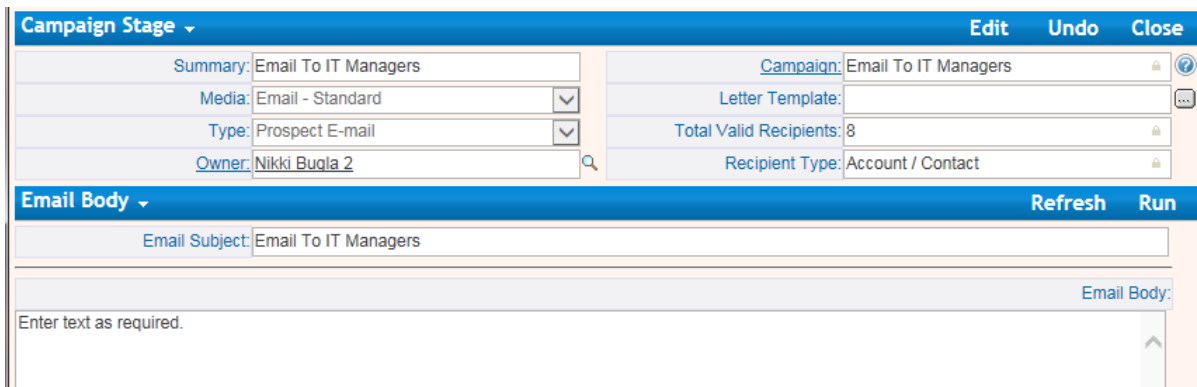 Campaign Stage Edit Undo Close
Summary: Email To IT Managers Campaign: Email To IT Managers
Media: Email - Standard Letter Template:
Type: Prospect E-mail Total Valid Recipients: 8
Owner: Nikki Bugla 2 Recipient Type: Account / Contact
Email Body Refresh Run
Email Subject: Email To IT Managers
Email Body:
Enter text as required.